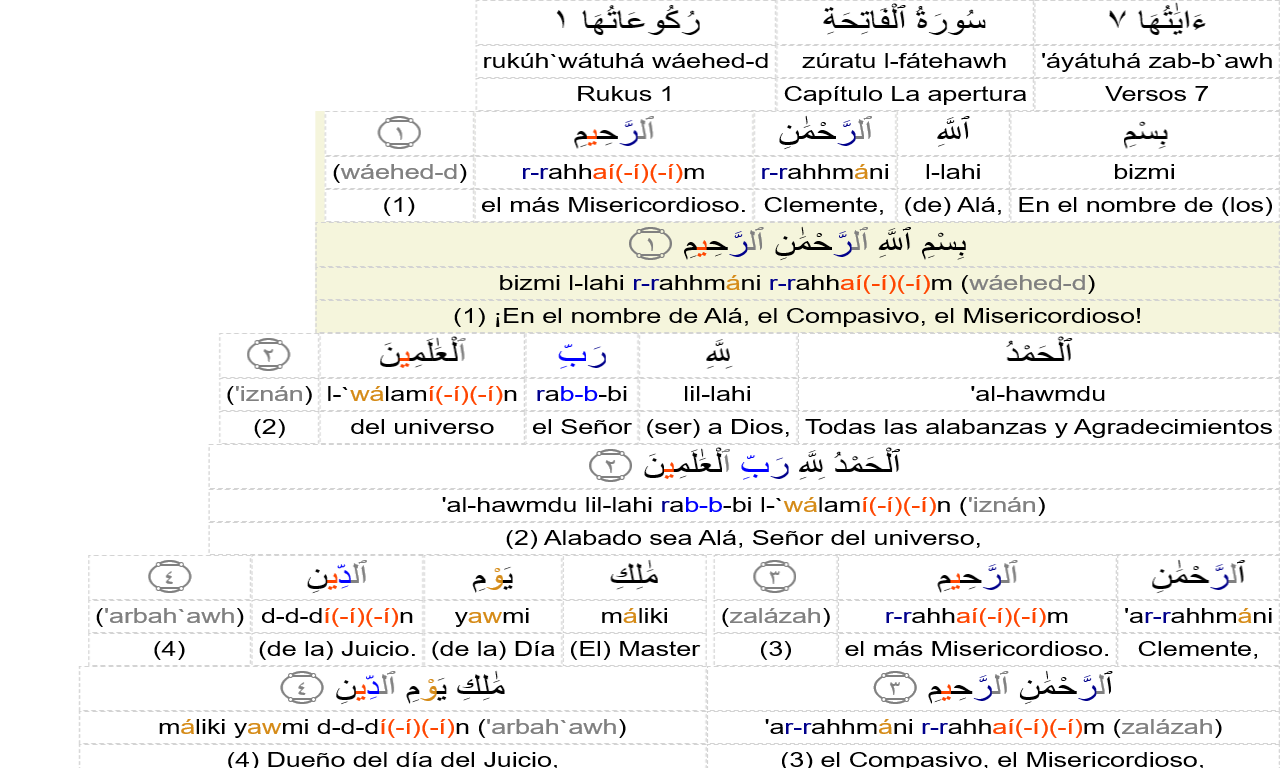 ءَايَٰتُهَا ٧ سُورَةُ ٱلْفَاتِحَةِ رُكُوعَاتُهَا ١
'áyátuhá zab-b`awh zúratu l-fátehawh rukúh`wátuhá wáehed-d
Versos 7 Capítulo La apertura Rukus 1
بِسْمِ ٱللَّهِ ٱلرَّحْمَٰنِ ٱلرَّحِيمِ ١
bizmi l-lahi r-rahhmáni r-rahhaí(-í)(-í)m (wáehed-d)
En el nombre de (los) (de) Alá, Clemente, el más Misericordioso. (1)
بِسْمِ ٱللَّهِ ٱلرَّحْمَٰنِ ٱلرَّحِيمِ ١
bizmi l-lahi r-rahhmáni r-rahhaí(-í)(-í)m (wáehed-d)
(1) ¡En el nombre de Alá, el Compasivo, el Misericordioso!
ٱلْحَمْدُ لِلَّهِ رَبِّ ٱلْعَٰلَمِينَ ٢
'al-hawmdu lil-lahi rab-b-bi l-`wálamí(-í)(-í)n ('iznán)
Todas las alabanzas y Agradecimientos (ser) a Dios, el Señor del universo (2)
ٱلْحَمْدُ لِلَّهِ رَبِّ ٱلْعَٰلَمِينَ ٢
'al-hawmdu lil-lahi rab-b-bi l-`wálamí(-í)(-í)n ('iznán)
(2) Alabado sea Alá, Señor del universo,
ٱلرَّحْمَٰنِ ٱلرَّحِيمِ ٣ مَٰلِكِ يَوْمِ ٱلدِّينِ ٤
'ar-rahhmáni r-rahhaí(-í)(-í)m (zalázah) máliki yawmi d-d-dí(-í)(-í)n ('arbah`awh)
Clemente, el más Misericordioso. (3) (El) Master (de la) Día (de la) Juicio. (4)
ٱلرَّحْمَٰنِ ٱلرَّحِيمِ ٣ مَٰلِكِ يَوْمِ ٱلدِّينِ ٤
'ar-rahhmáni r-rahhaí(-í)(-í)m (zalázah) máliki yawmi d-d-dí(-í)(-í)n ('arbah`awh)
(3) el Compasivo, el Misericordioso, (4) Dueño del día del Juicio,